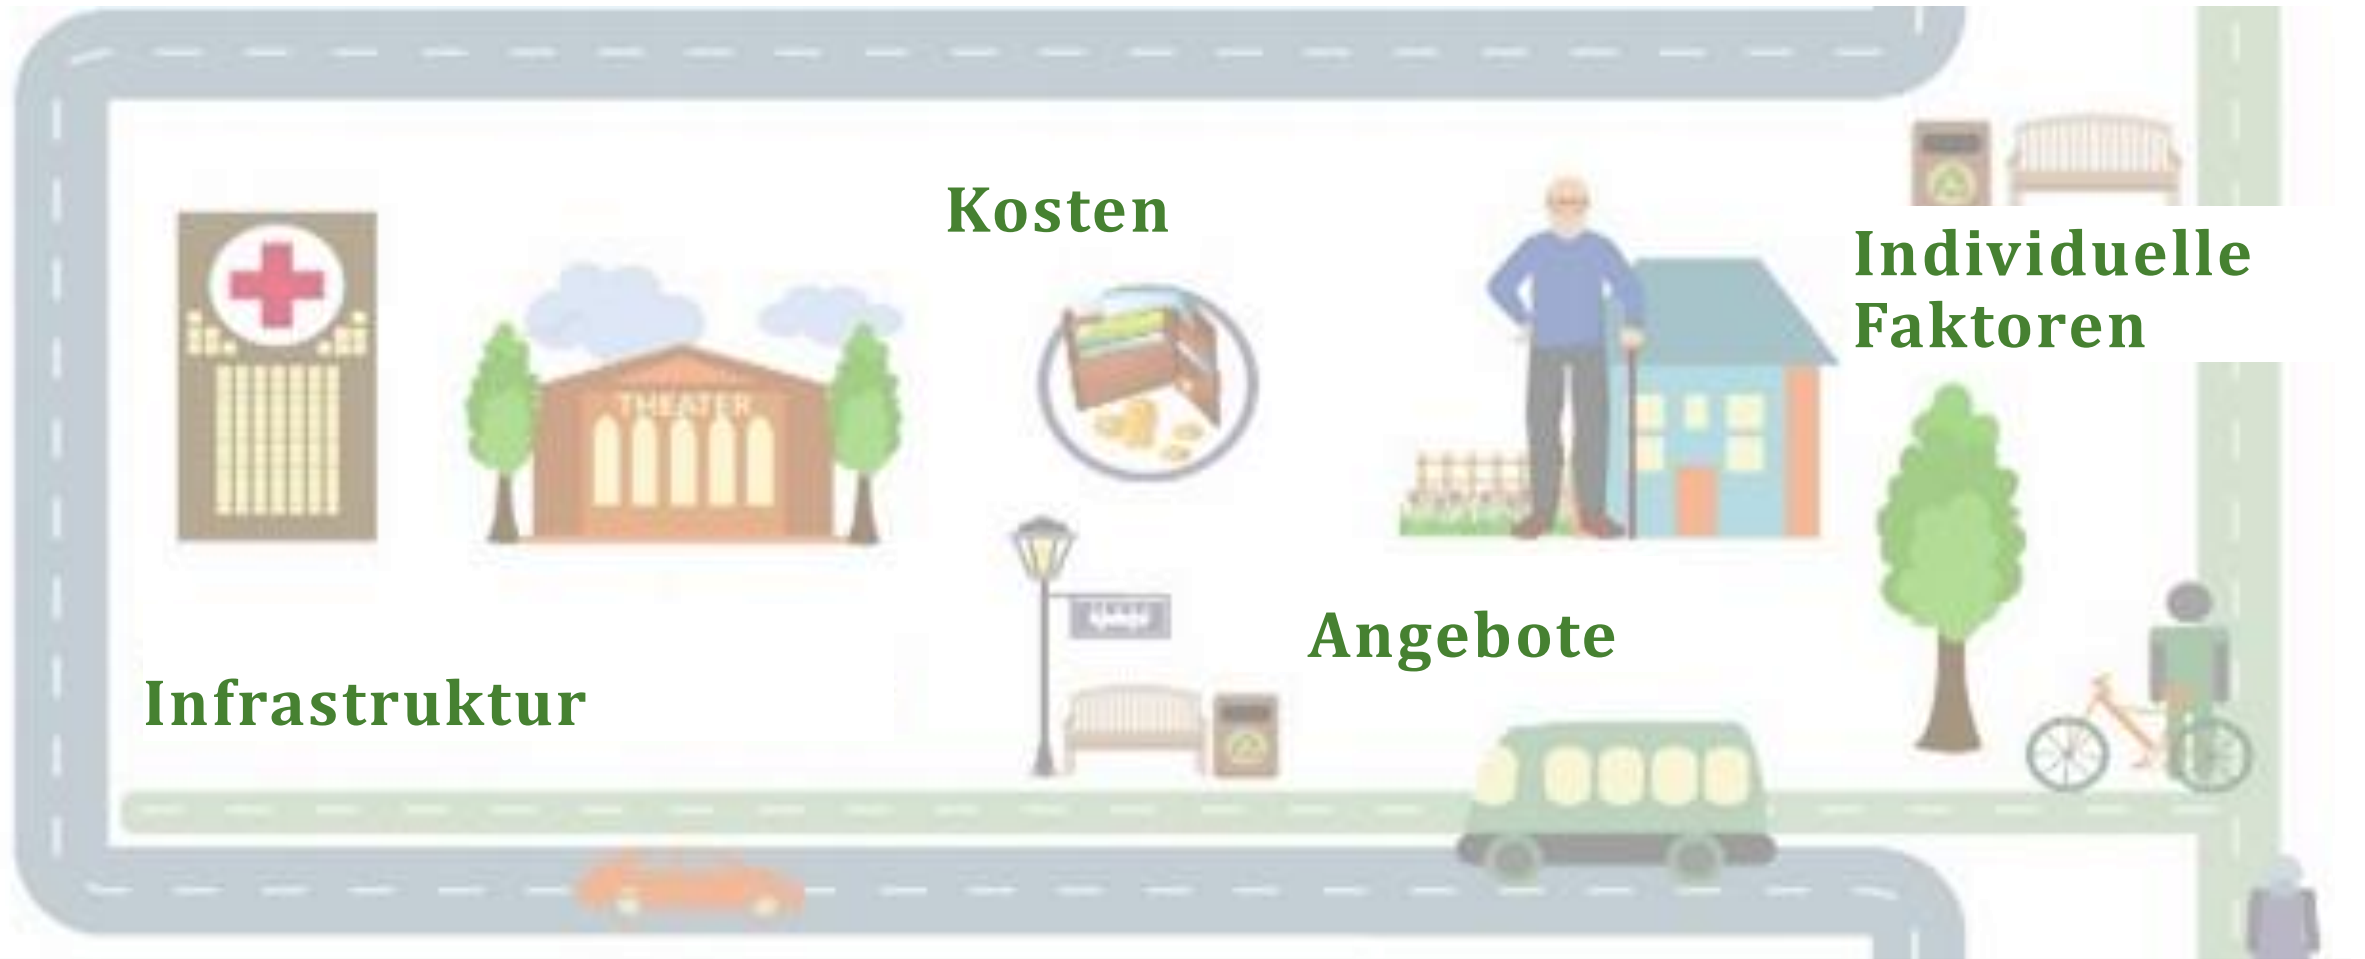 Kosten
Individuelle
Faktoren
THEATER
Angebote
Infrastruktur